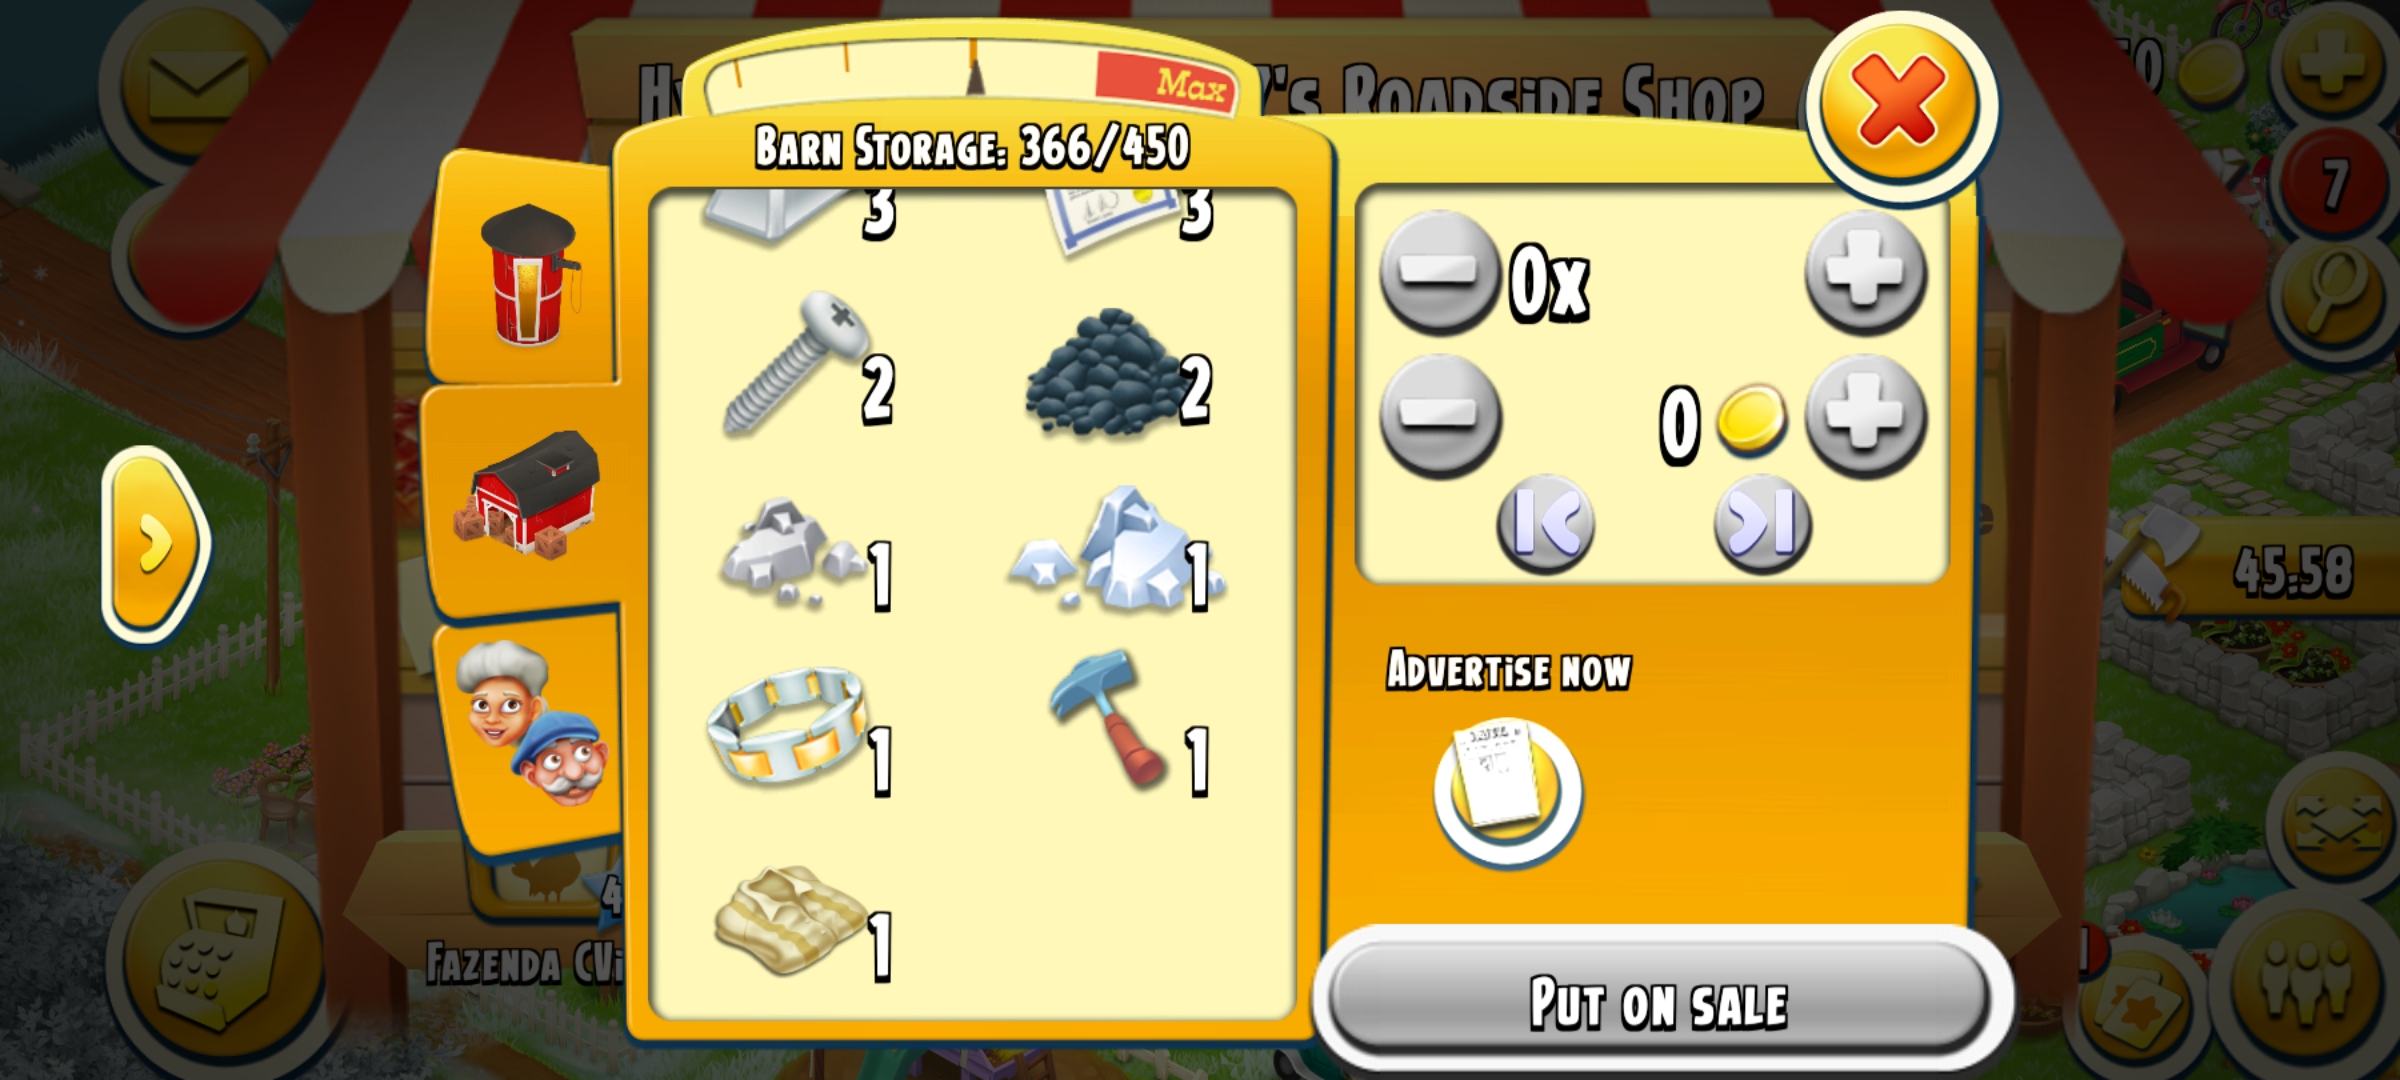 Max
's Roadside Shop
Barn Storage: 366/450
3
3
7
2
2
0x
0
1
1
45:58
1
1
Advertise now
1
Fazenda
Put on sale